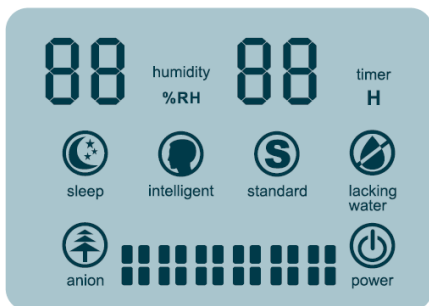 88 humidity %RH 88 timer H
sleep intelligent S standard lacking water
anion power